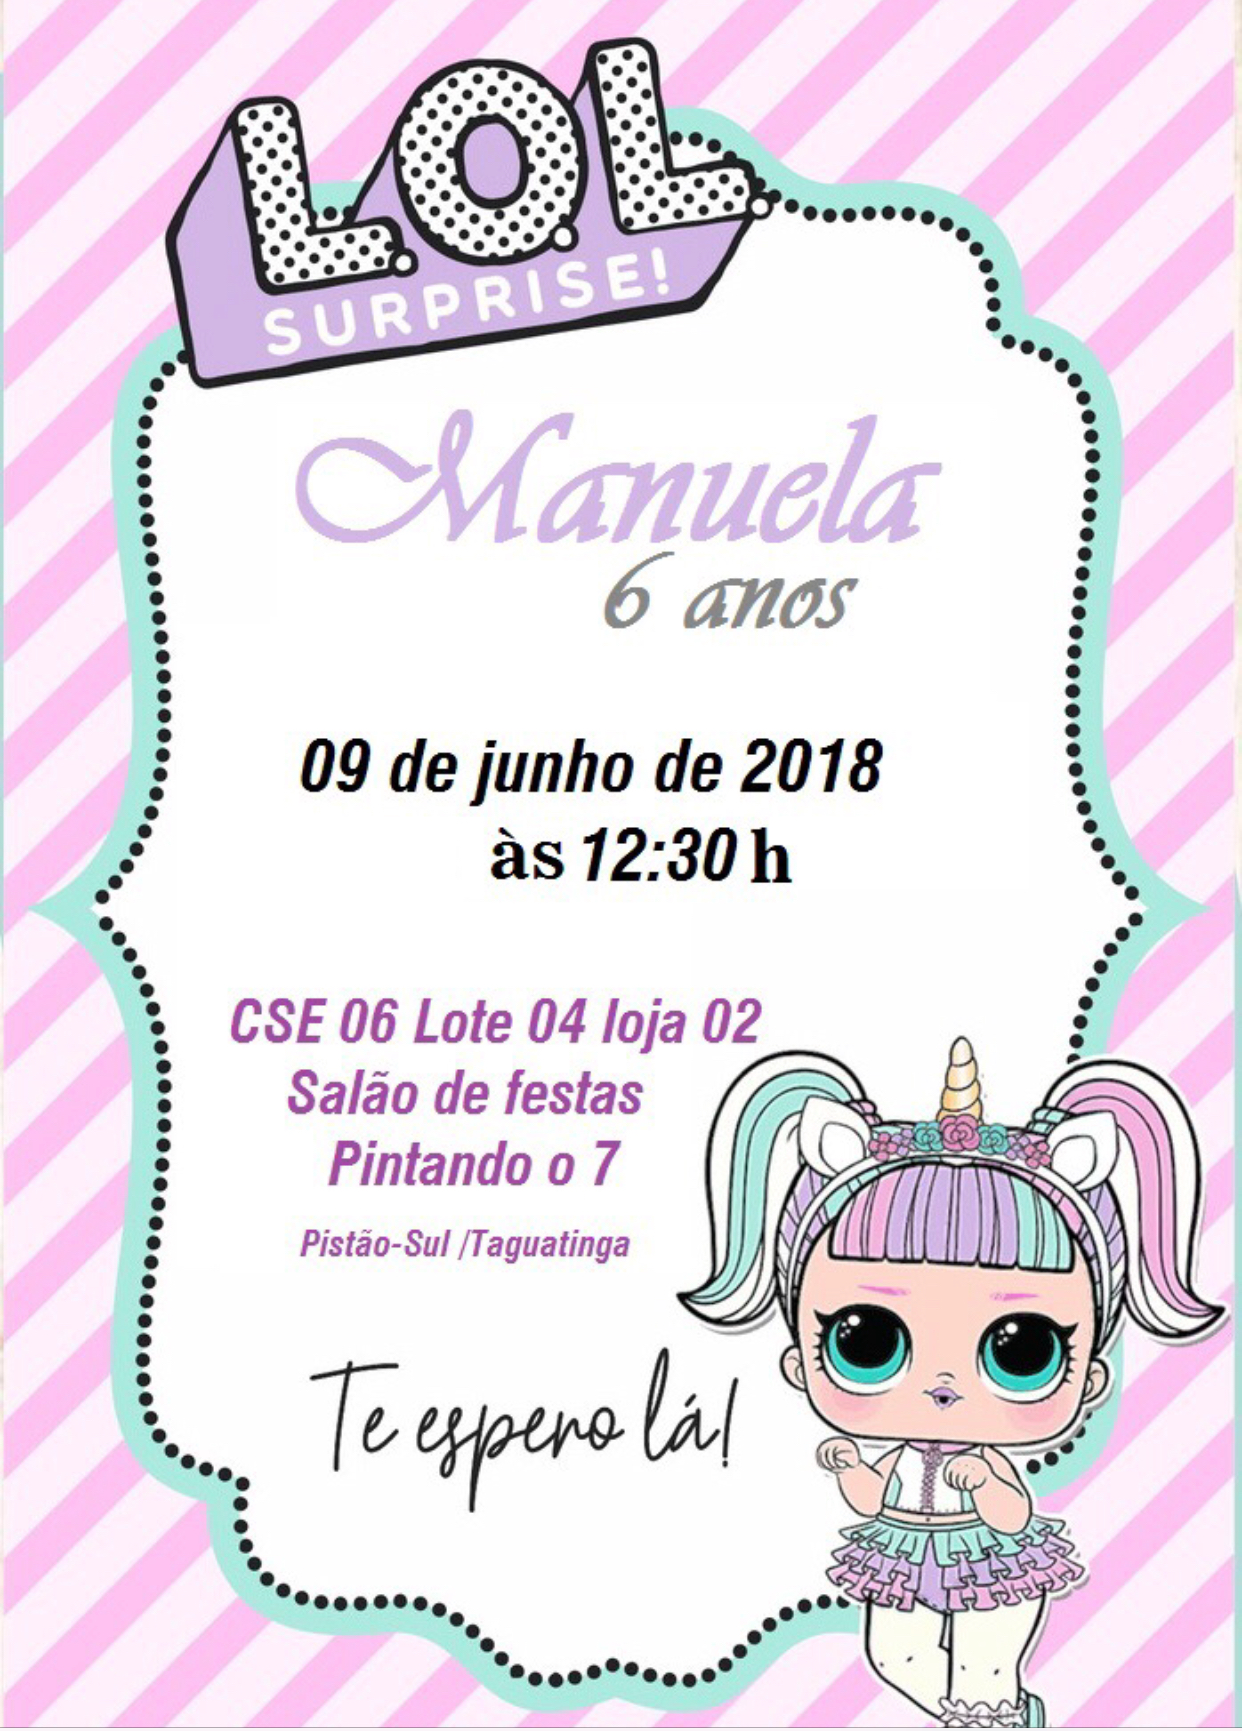 L.O.L.
SURPRISE!
Manuela
6 anos
09 de junho de 2018
às 12:30 h
CSE 06 Lote 04 loja 02
Salão de festas
Pintando o 7
Pistão-Sul /Taguatinga
Te espero lá!